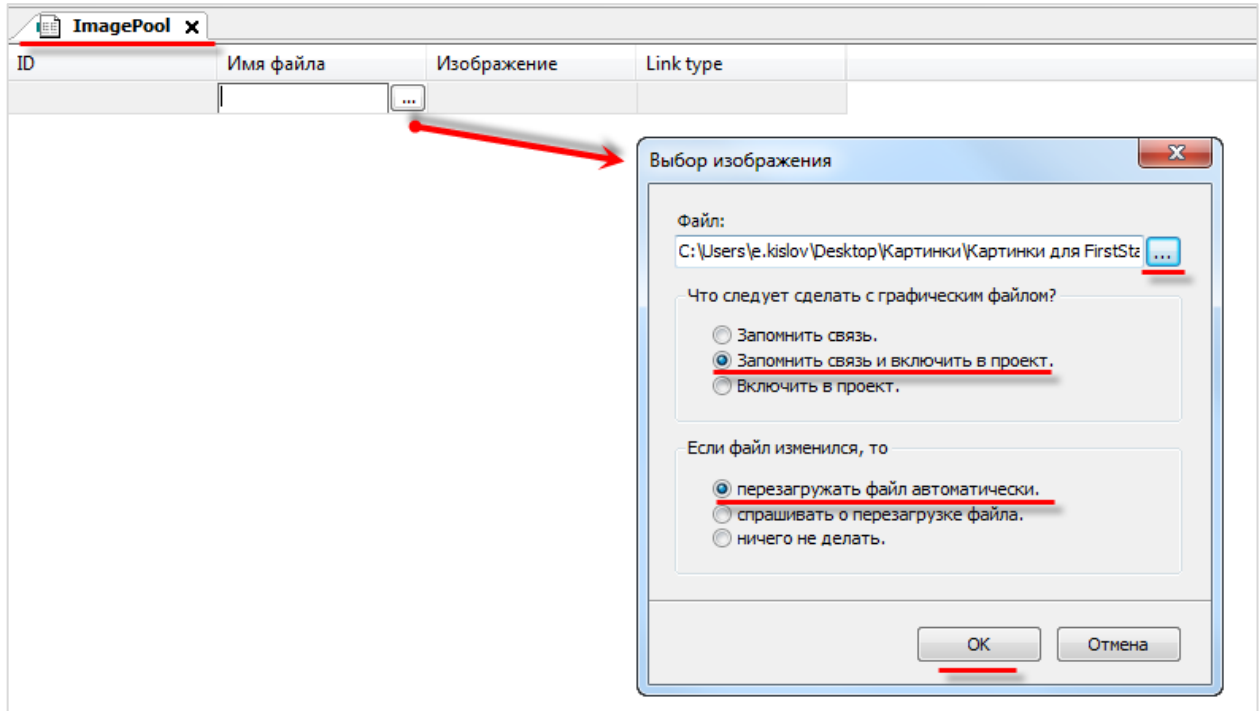 ImagePool x
ID Имя файла Изображение Link type
...
Выбор изображения
Файл:
C:\Users\e.kislov\Desktop\Картинки\Картинки для FirstSta ...
Что следует сделать с графическим файлом?
Запомнить связь.
Запомнить связь и включить в проект.
Включить в проект.
Если файл изменился, то
перезагружать файл автоматически.
спрашивать о перезагрузке файла.
ничего не делать.
OK Отмена